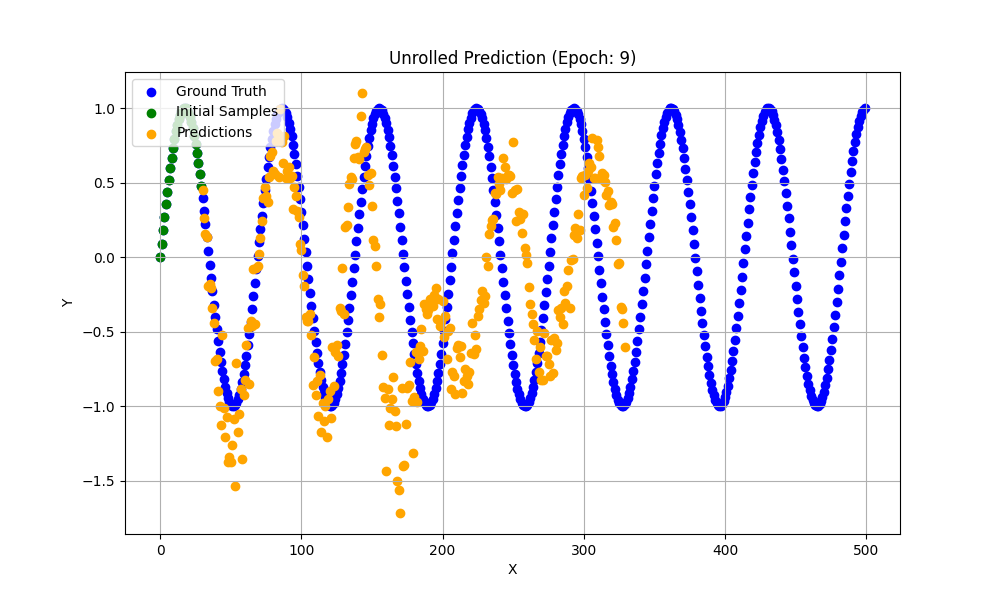 Unrolled Prediction (Epoch: 9)
Ground Truth
Initial Samples
Predictions
1.0
0.5
0.0
−0.5
−1.0
−1.5
Y
0 100 200 300 400 500
X